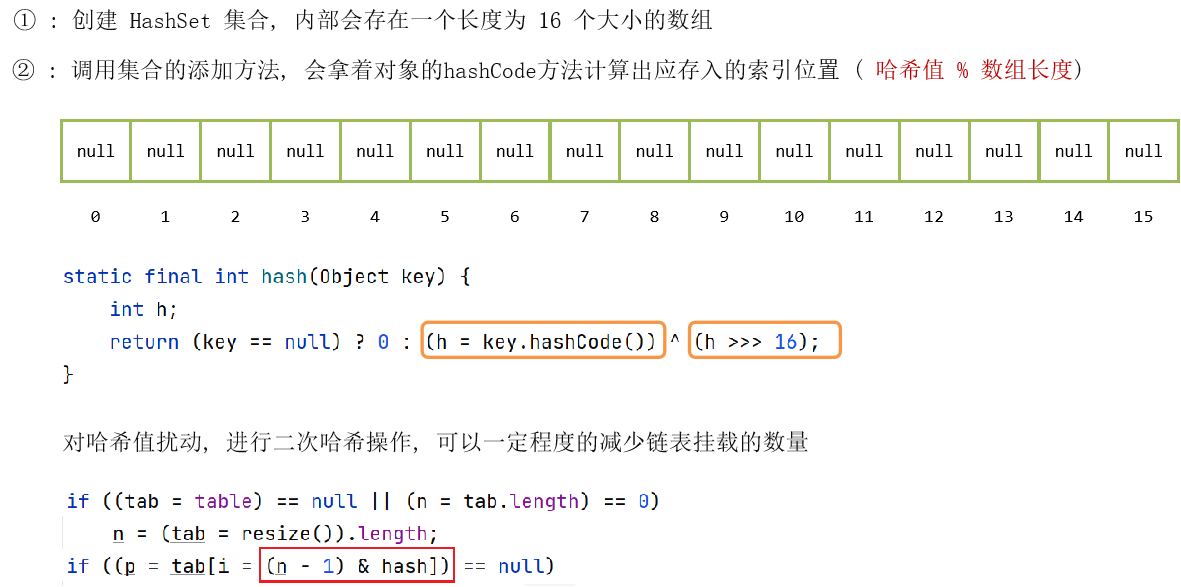 ① : 创建 HashSet 集合, 内部会存在一个长度为 16 个大小的数组
② : 调用集合的添加方法, 会拿着对象的hashCode方法计算出应存入的索引位置 ( 哈希值 % 数组长度)
null null null null null null null null null null null null null null null null
0 1 2 3 4 5 6 7 8 9 10 11 12 13 14 15
static final int hash(Object key) {
    int h;
    return (key == null) ? 0 : (h = key.hashCode()) ^ (h >>> 16);
}
对哈希值扰动, 进行二次哈希操作, 可以一定程度的减少链表挂载的数量
if ((tab = table) == null || (n = tab.length) == 0)
    n = (tab = resize()).length;
if ((p = tab[i = (n - 1) & hash]) == null)